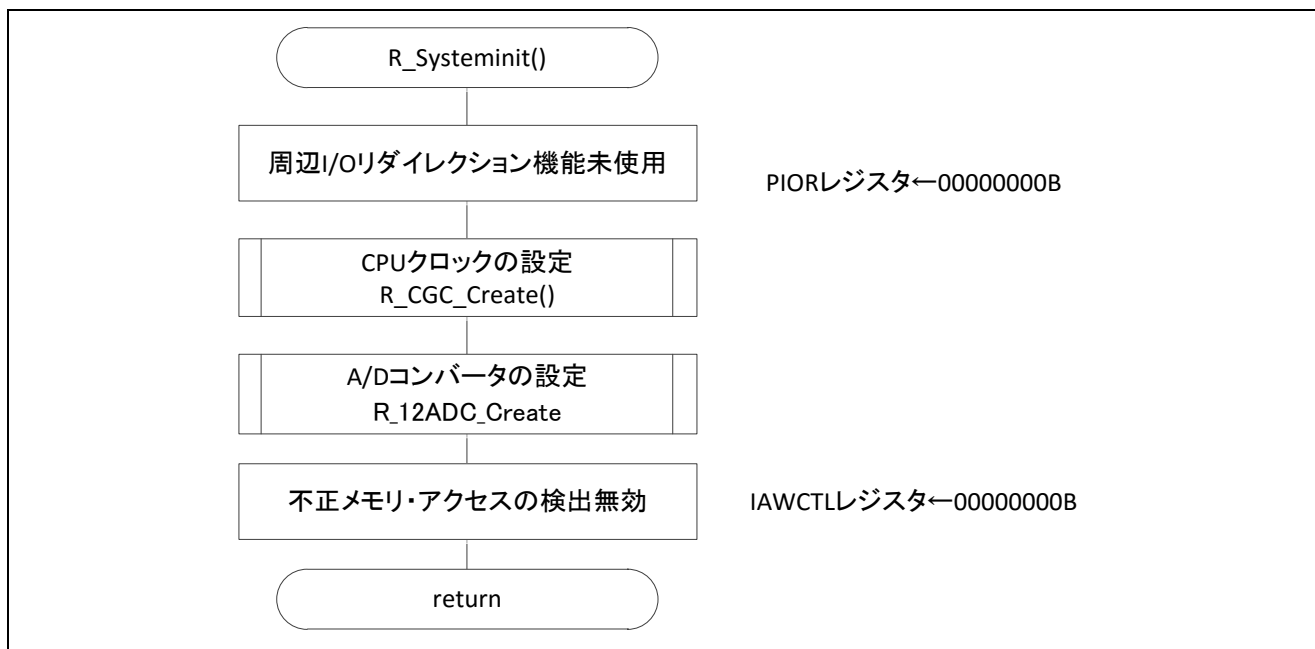 R_Systeminit()
周辺I/Oリダイレクション機能未使用
PIORレジスタ←00000000B
CPUクロックの設定
R_CGC_Create()
A/Dコンバータの設定
R_12ADC_Create
不正メモリ・アクセスの検出無効
IAWCTLレジスタ←00000000B
return